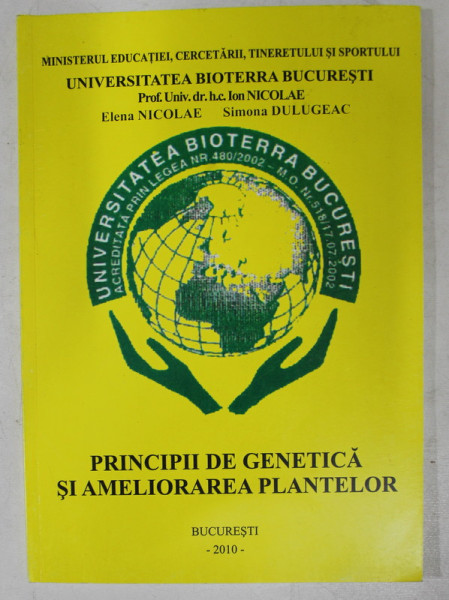 MINISTERUL EDUCAȚIEI, CERCETĂRII, TINERETULUI ȘI SPORTULUI
UNIVERSITATEA BIOTERRA BUCUREȘTI
Prof. Univ. dr. h.c. Ion NICOLAE
Elena NICOLAE Simona DULUGEAC
UNIVERSITATEA BIOTERRA BUCUREȘTI
ACREDITATĂ PRIN LEGEA NR. 480/2002 - M.O. Nr. 518/17.07.2002
PRINCIPII DE GENETICĂ
ȘI AMELIORAREA PLANTELOR
BUCUREȘTI
- 2010 -